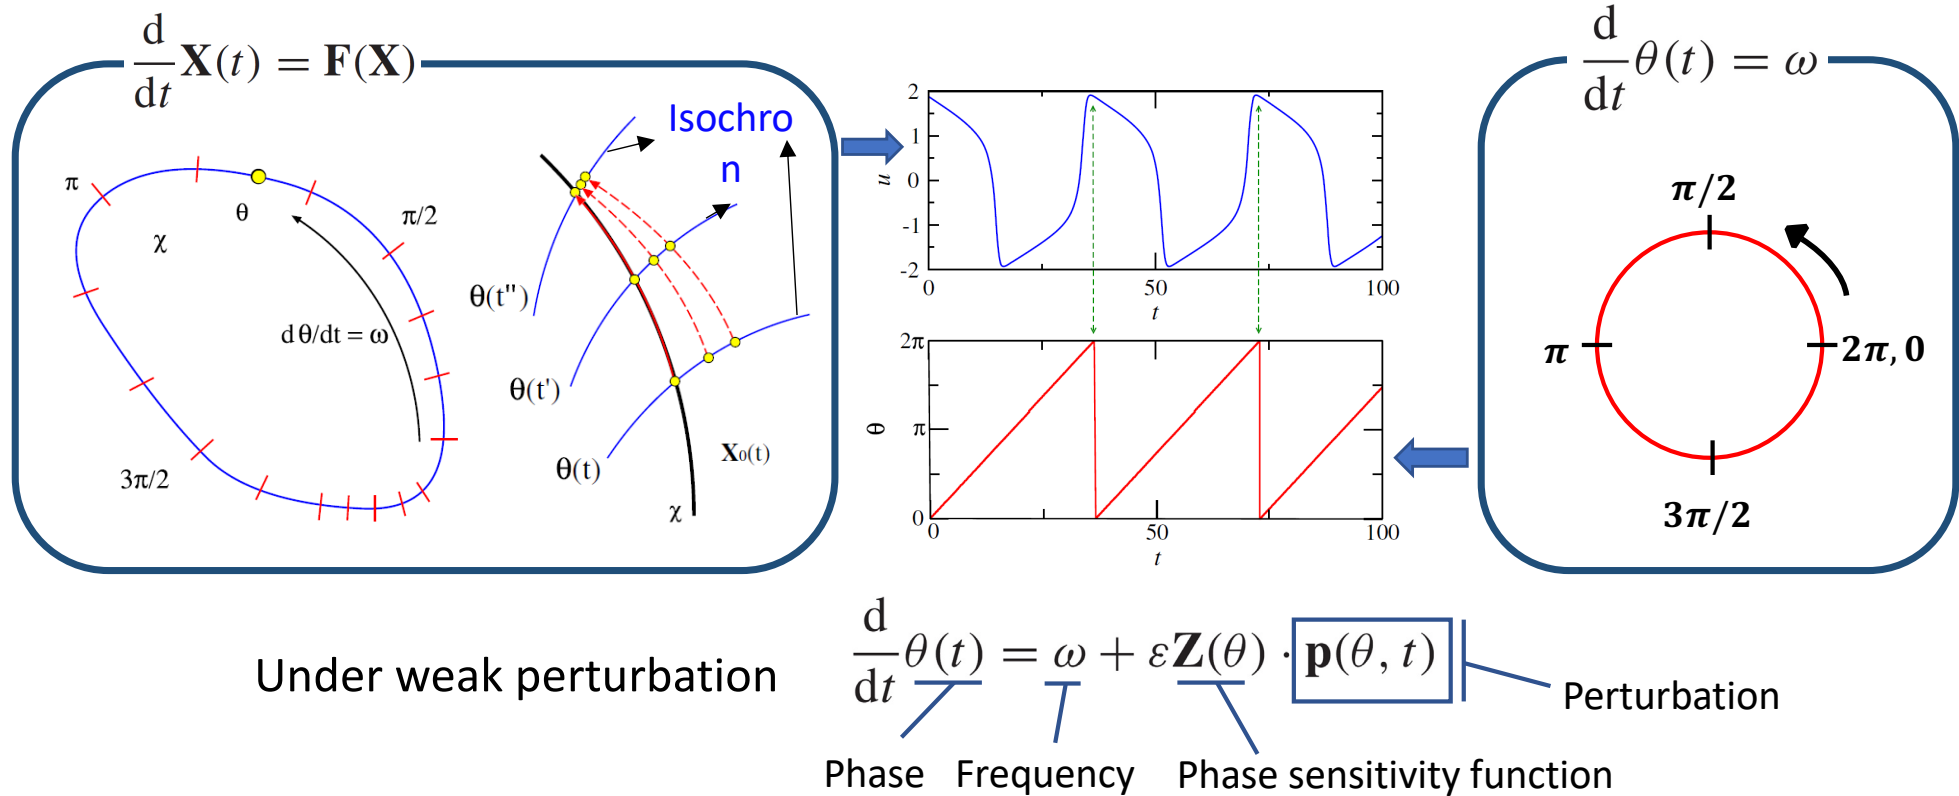 d/dt X(t) = F(X)
π
θ
χ
π/2
dθ/dt = ω
3π/2
Isochro
n
θ(t'')
θ(t')
θ(t)
X₀(t)
χ
2
1
0
-1
-2
u
0
50
100
t
2π
π
0
θ
0
50
100
t
d/dt θ(t) = ω
π/2
π
2π, 0
3π/2
Under weak perturbation
d/dt θ(t) = ω + εZ(θ) · p(θ, t)
Perturbation
Phase
Frequency
Phase sensitivity function